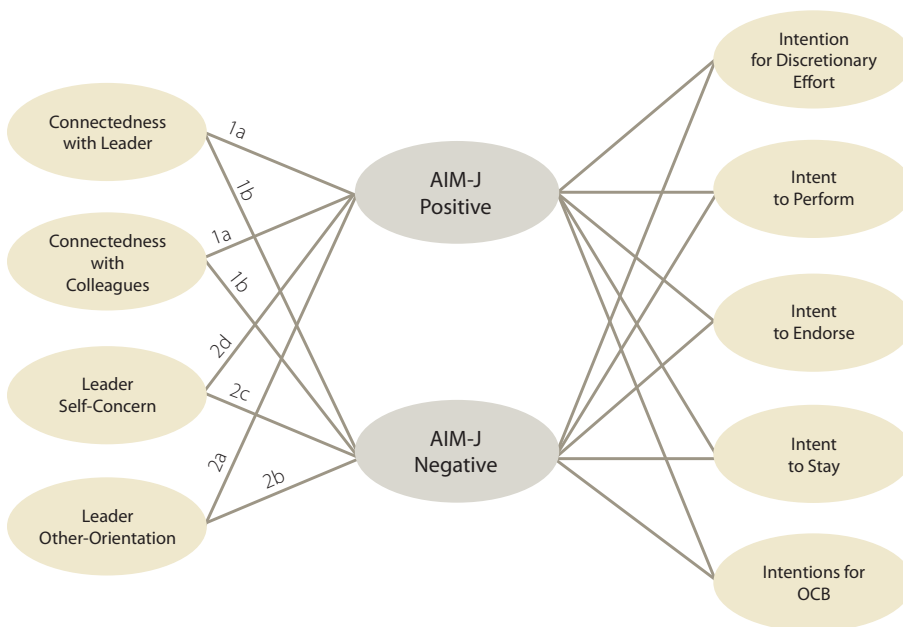 Connectedness
with Leader
Connectedness
with
Colleagues
Leader
Self-Concern
Leader
Other-Orientation
1a
1b
1a
1b
2d
2c
2a
2b
AIM-J
Positive
AIM-J
Negative
Intention
for Discretionary
Effort
Intent
to Perform
Intent
to Endorse
Intent
to Stay
Intentions for
OCB